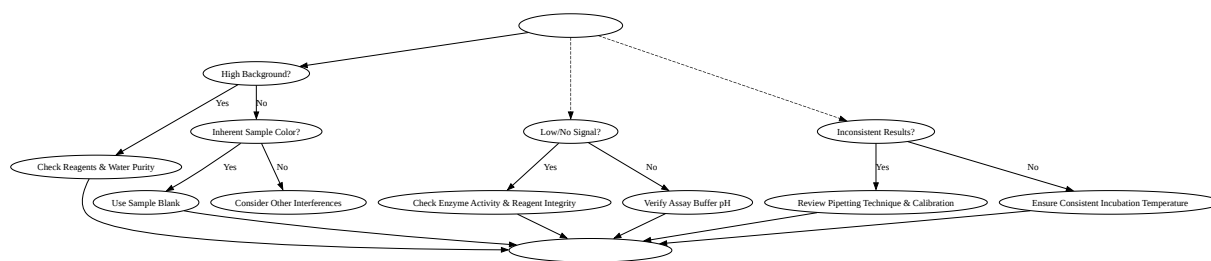 High Background?
Yes
No
Inherent Sample Color?
Low/No Signal?
Inconsistent Results?
Check Reagents & Water Purity
Yes
No
Yes
No
Yes
No
Use Sample Blank
Consider Other Interferences
Check Enzyme Activity & Reagent Integrity
Verify Assay Buffer pH
Review Pipetting Technique & Calibration
Ensure Consistent Incubation Temperature